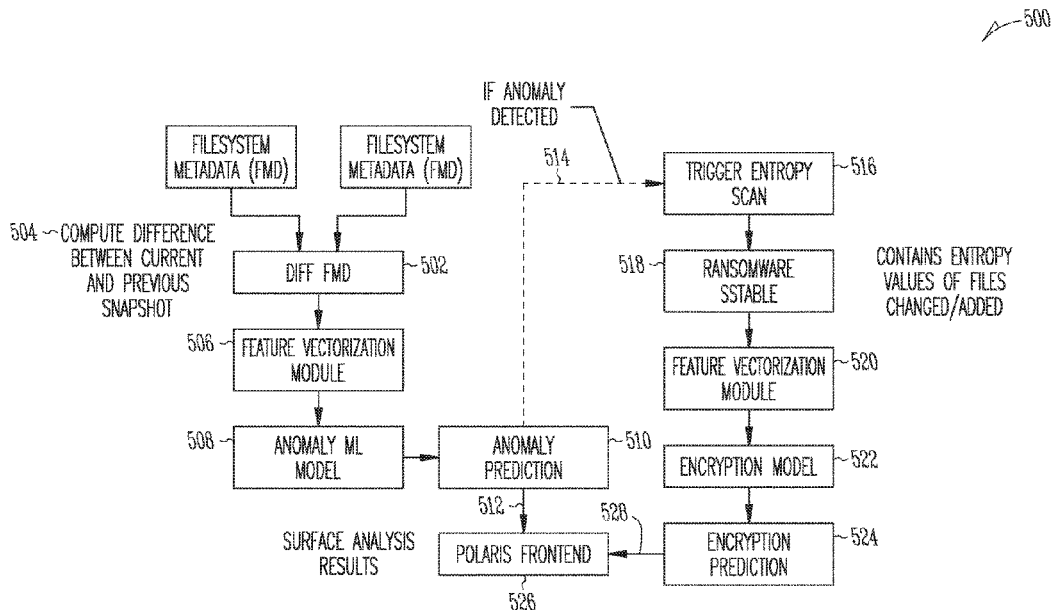 500
IF ANOMALY
DETECTED
FILESYSTEM
METADATA (FMD)
FILESYSTEM
METADATA (FMD)
514
TRIGGER ENTROPY
SCAN
516
504
COMPUTE DIFFERENCE
BETWEEN CURRENT
AND PREVIOUS
SNAPSHOT
DIFF FMD
502
518
RANSOMWARE
SSTABLE
CONTAINS ENTROPY
VALUES OF FILES
CHANGED/ADDED
506
FEATURE VECTORIZATION
MODULE
FEATURE VECTORIZATION
MODULE
520
508
ANOMALY ML
MODEL
ANOMALY
PREDICTION
510
ENCRYPTION MODEL
522
512
528
SURFACE ANALYSIS
RESULTS
POLARIS FRONTEND
526
ENCRYPTION
PREDICTION
524